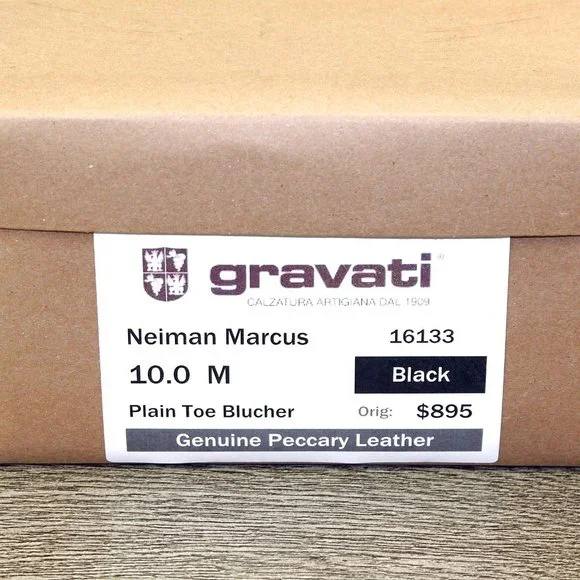 gravati®
CALZATURA ARTIGIANA DAL 1909
Neiman Marcus 16133
10.0 M Black
Plain Toe Blucher Orig: $895
Genuine Peccary Leather